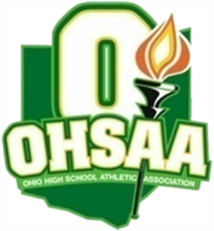 O
OHSAA
OHIO HIGH SCHOOL ATHLETIC ASSOCIATION